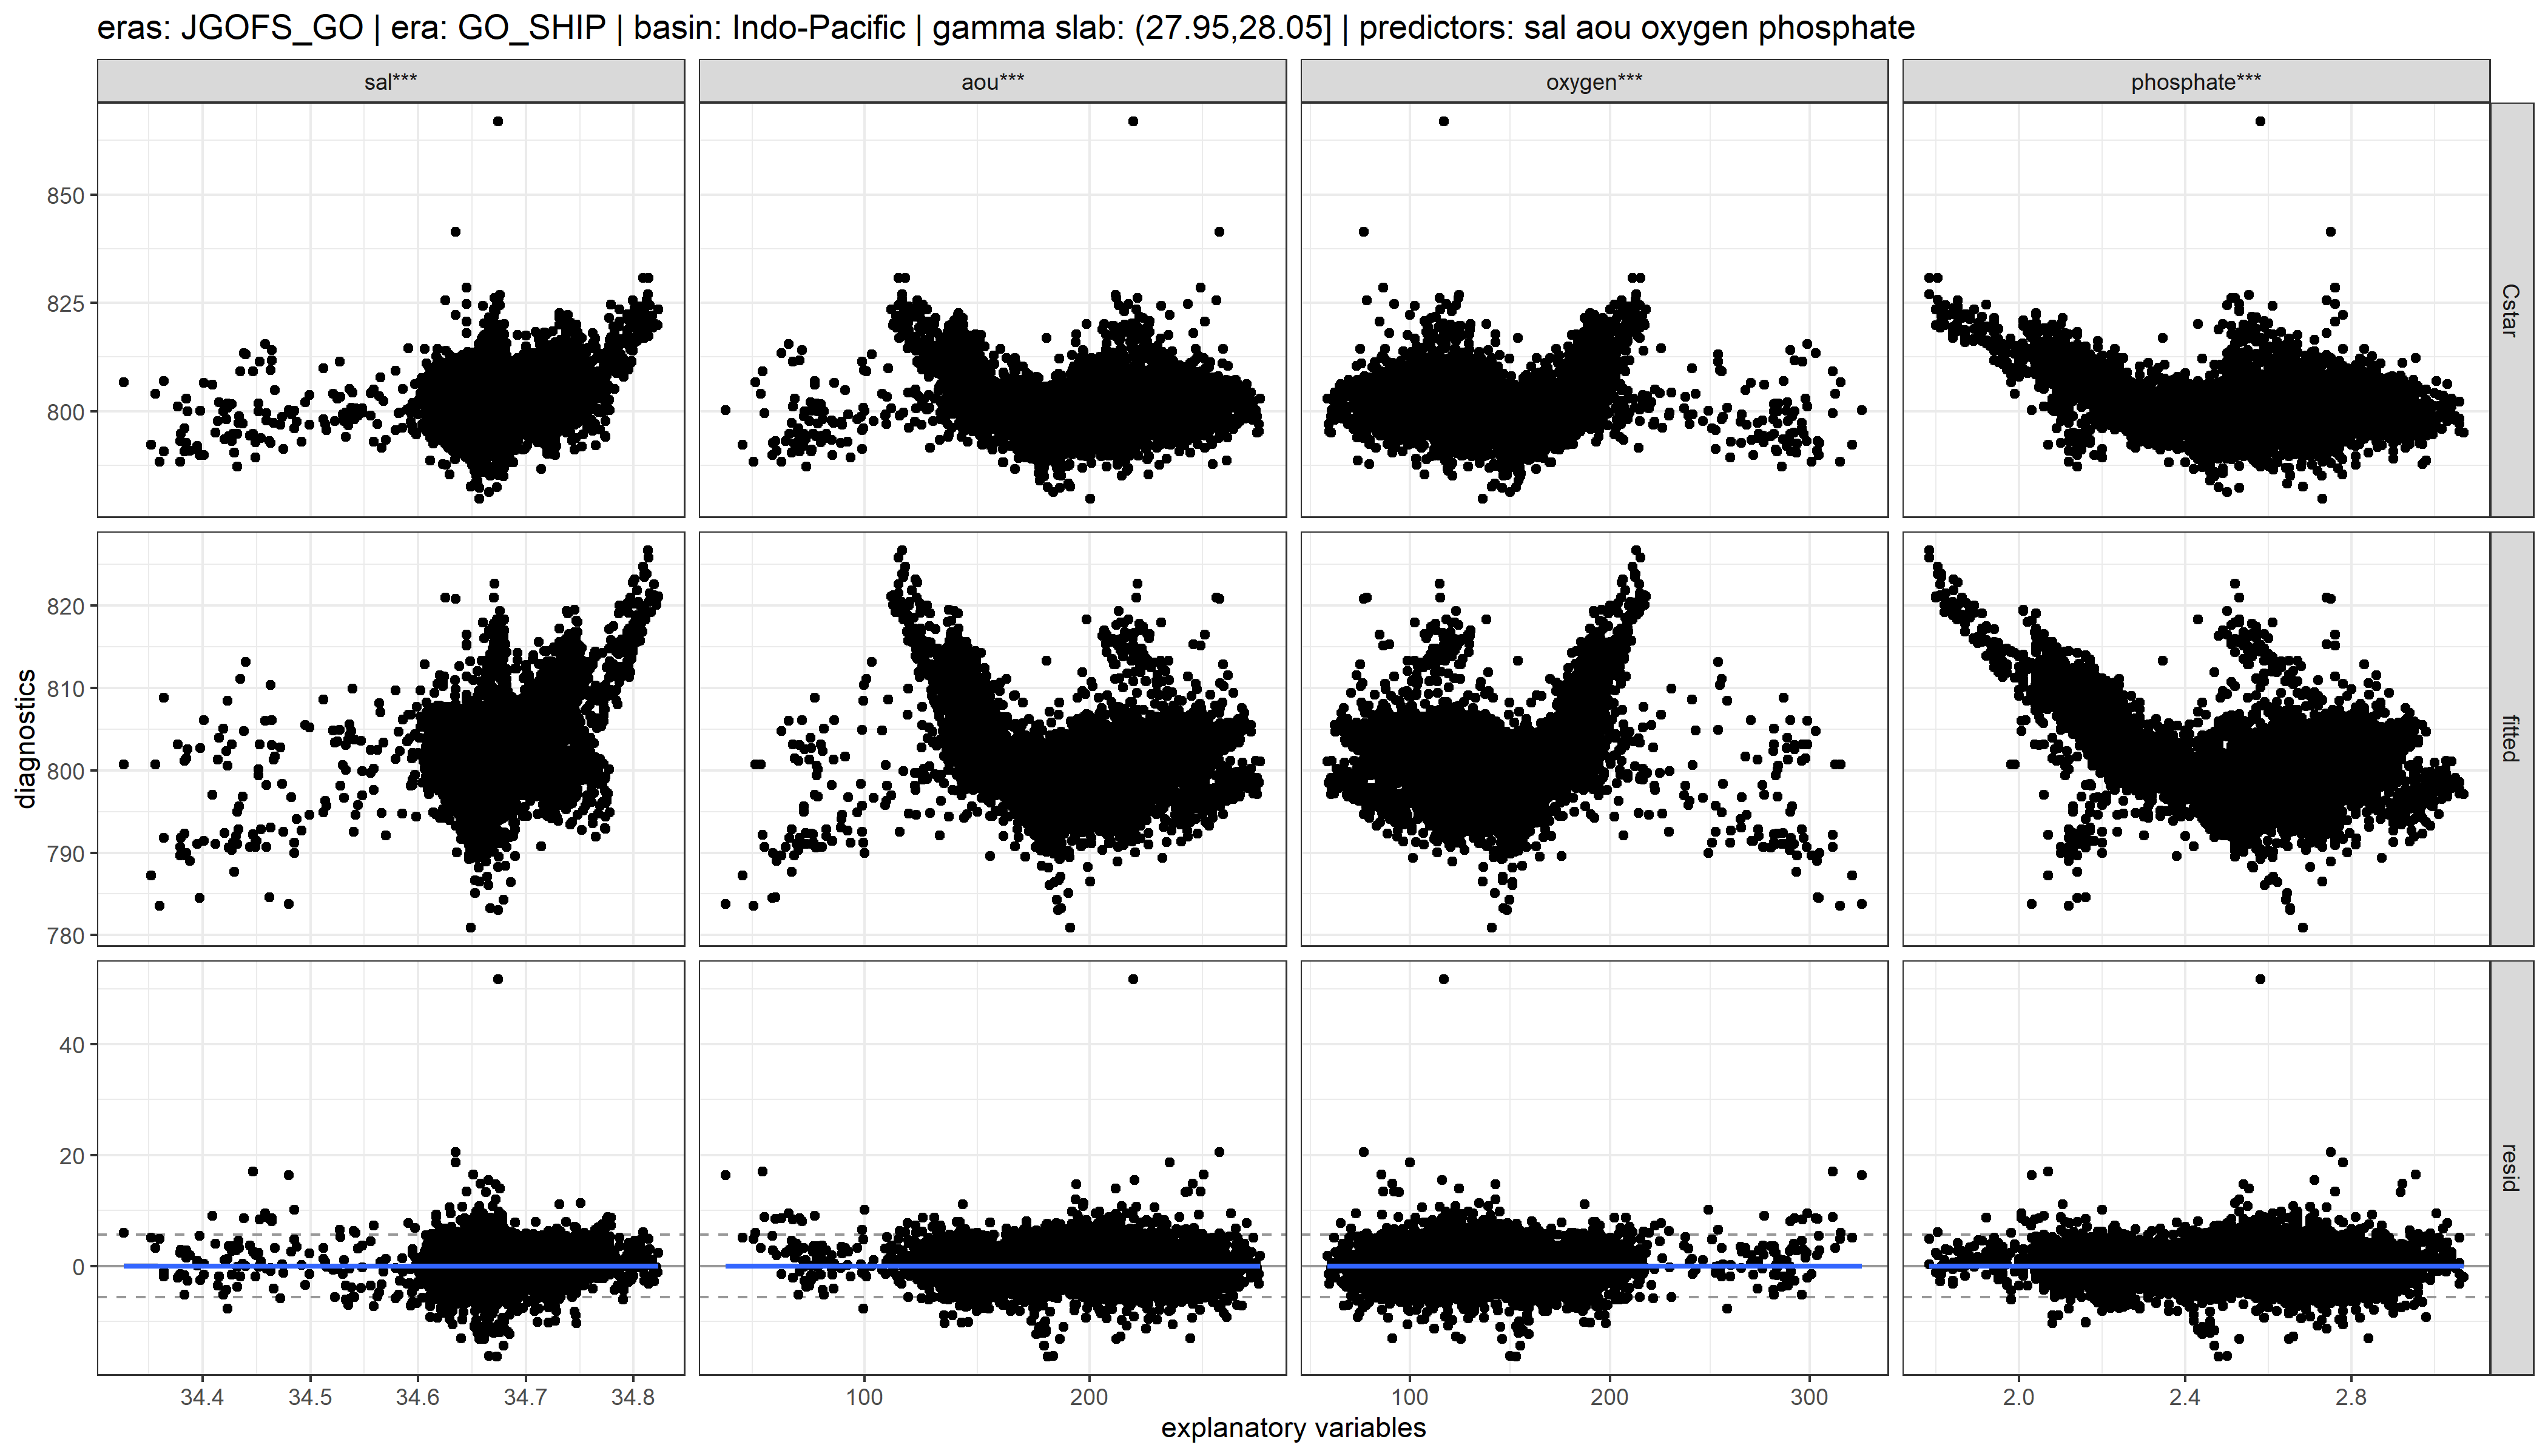 eras: JGOFS_GO | era: GO_SHIP | basin: Indo-Pacific | gamma slab: (27.95,28.05] | predictors: sal aou oxygen phosphate
sal*** aou*** oxygen*** phosphate***
850
825
800
Cstar
820
810
800
790
780
fitted
diagnostics
40
20
0
resid
34.4 34.5 34.6 34.7 34.8 100 200 100 200 300 2.0 2.4 2.8
explanatory variables